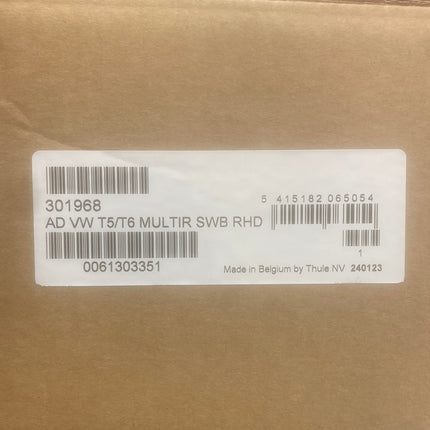 301968
5 415182 065054
AD VW T5/T6 MULTIR SWB RHD
1
0061303351
Made in Belgium by Thule NV 240123